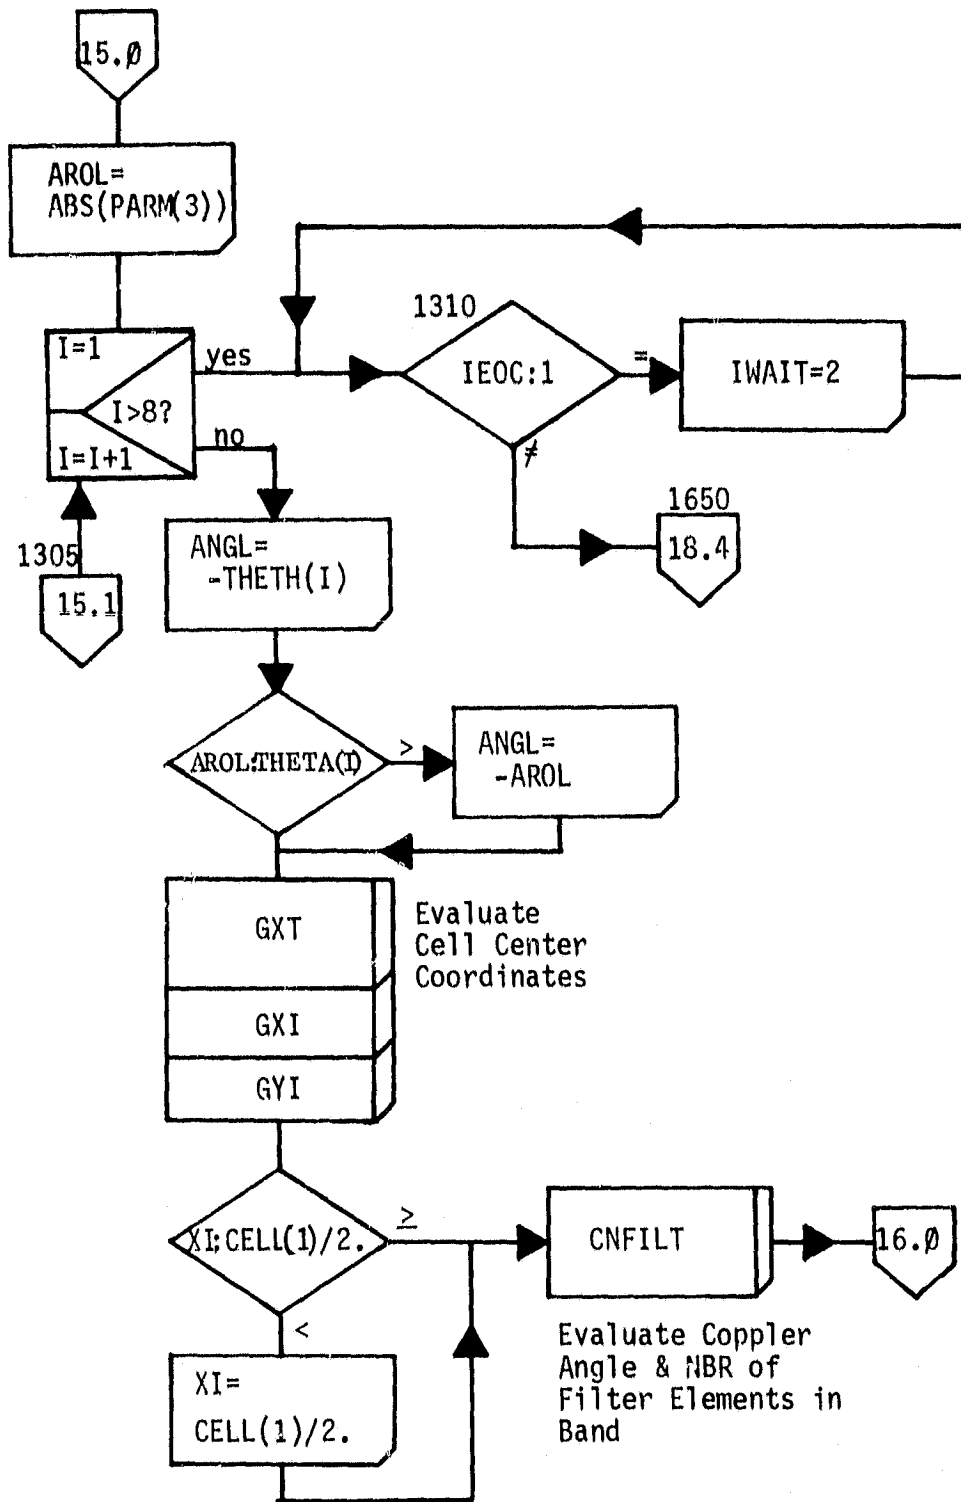 15.Ø
AROL=
ABS(PARM(3))
I=1
I>8?
I=I+1
yes
no
1310
IEOC:1
=
IWAIT=2
≠
1650
18.4
1305
15.1
ANGL=
-THETH(I)
AROL:THETA(I)
>
ANGL=
-AROL
GXT
GXI
GYI
Evaluate
Cell Center
Coordinates
XI:CELL(1)/2.
≥
<
XI=
CELL(1)/2.
CNFILT
16.Ø
Evaluate Coppler
Angle & NBR of
Filter Elements in
Band